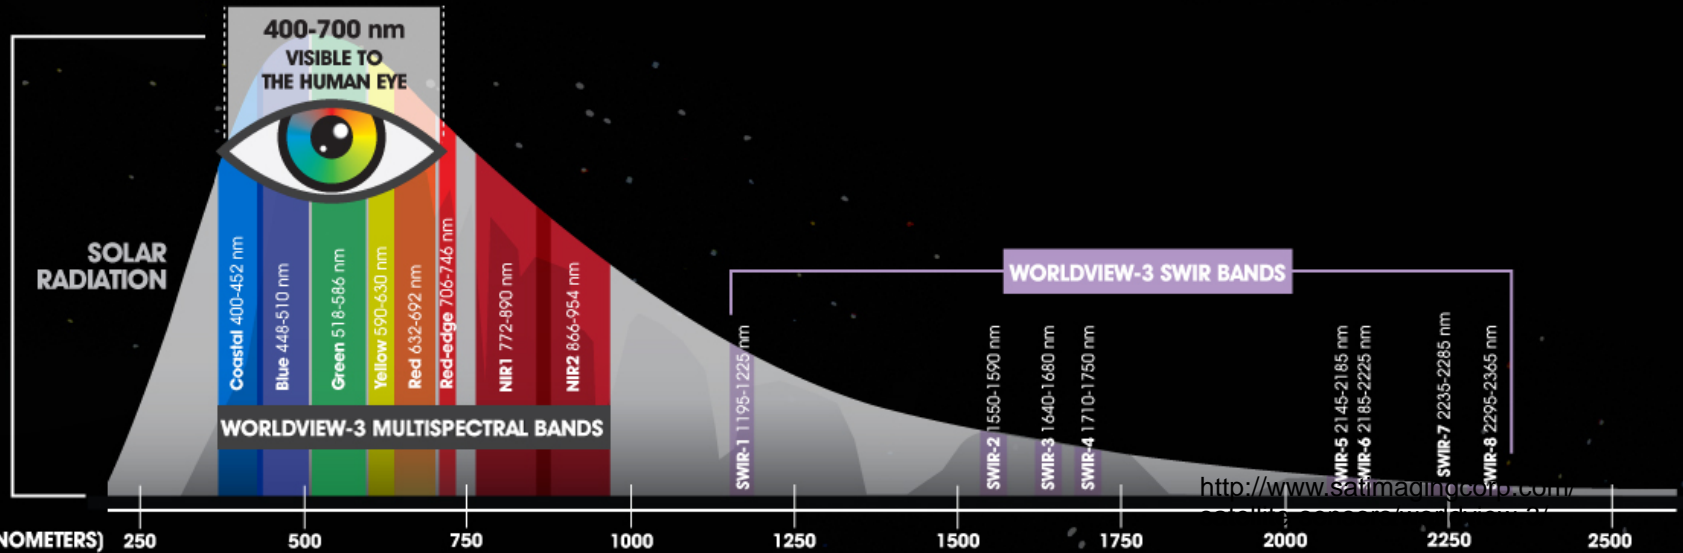 400-700 nm
VISIBLE TO
THE HUMAN EYE
SOLAR
RADIATION
Coastal 400-452 nm
Blue 448-510 nm
Green 518-586 nm
Yellow 590-630 nm
Red 632-692 nm
Red-edge 706-746 nm
NIR1 772-890 nm
NIR2 866-954 nm
WORLDVIEW-3 MULTISPECTRAL BANDS
WORLDVIEW-3 SWIR BANDS
SWIR-1 1195-1225 nm
SWIR-2 1550-1590 nm
SWIR-3 1640-1680 nm
SWIR-4 1710-1750 nm
SWIR-5 2145-2185 nm
SWIR-6 2185-2225 nm
SWIR-7 2235-2285 nm
SWIR-8 2295-2365 nm
http://www.satimagingcorp.com/
NOMETERS) 250 500 750 1000 1250 1500 1750 2000 2250 2500